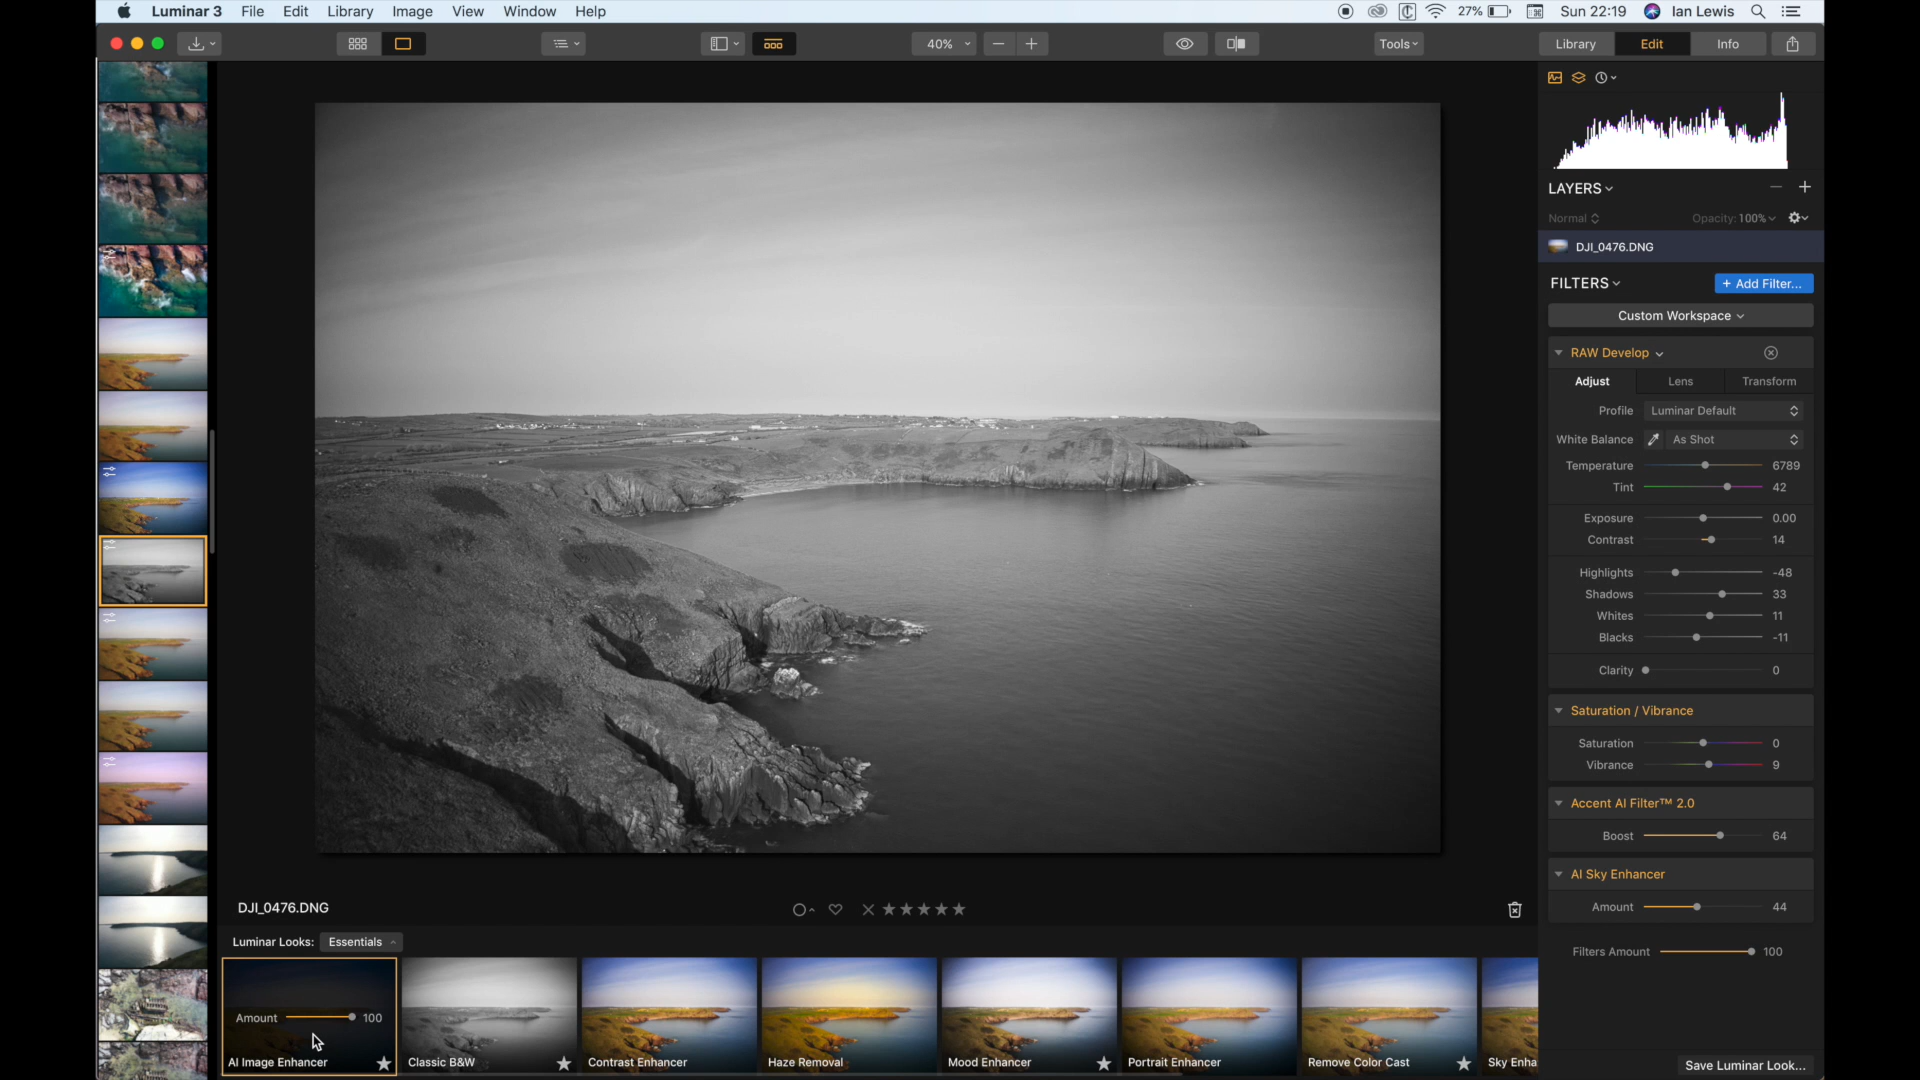 Luminar 3 File Edit Library Image View Window Help 27% Sun 22:19 Ian Lewis
40% Tools Library Edit Info
LAYERS
Normal Opacity: 100%
DJI_0476.DNG
FILTERS + Add Filter...
Custom Workspace
RAW Develop
Adjust Lens Transform
Profile Luminar Default
White Balance As Shot
Temperature 6789
Tint 42
Exposure 0.00
Contrast 14
Highlights -48
Shadows 33
Whites 11
Blacks -11
Clarity 0
Saturation / Vibrance
Saturation 0
Vibrance 9
Accent AI Filter™ 2.0
Boost 64
AI Sky Enhancer
Amount 44
Filters Amount 100
DJI_0476.DNG
Luminar Looks: Essentials
Amount 100
AI Image Enhancer Classic B&W Contrast Enhancer Haze Removal Mood Enhancer Portrait Enhancer Remove Color Cast Sky Enha
Save Luminar Look...